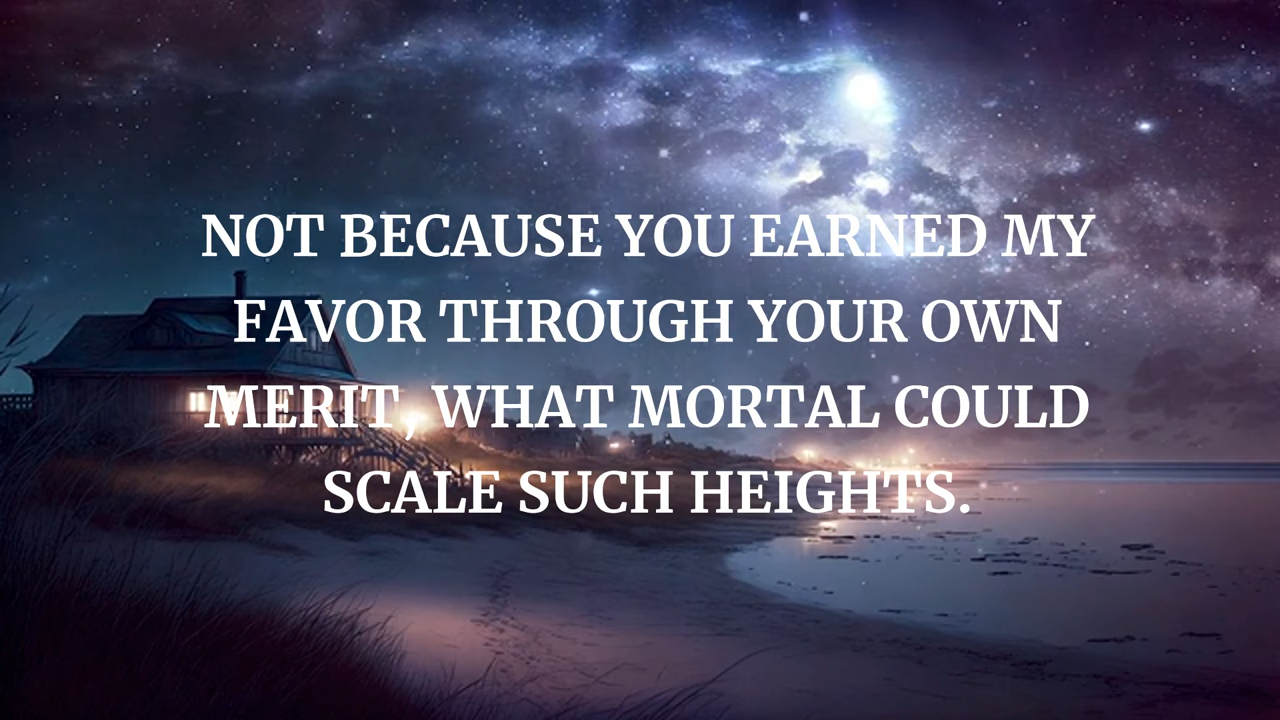 NOT BECAUSE YOU EARNED MY
FAVOR THROUGH YOUR OWN
MERIT, WHAT MORTAL COULD
SCALE SUCH HEIGHTS.